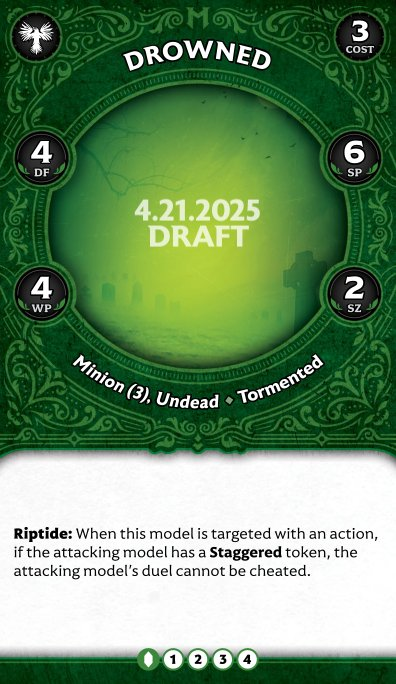 DROWNED
3
COST
4
DF
6
SP
4.21.2025
DRAFT
4
WP
2
SZ
Minion (3), Undead ♦ Tormented
Riptide: When this model is targeted with an action,
if the attacking model has a Staggered token, the
attacking model's duel cannot be cheated.
1 2 3 4